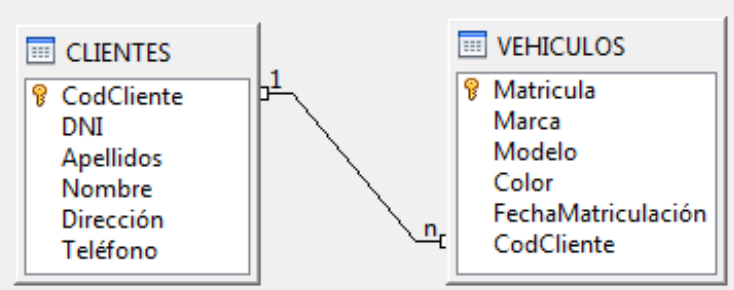 CLIENTES
CodCliente
DNI
Apellidos
Nombre
Dirección
Teléfono
1
n
VEHICULOS
Matricula
Marca
Modelo
Color
FechaMatriculación
CodCliente